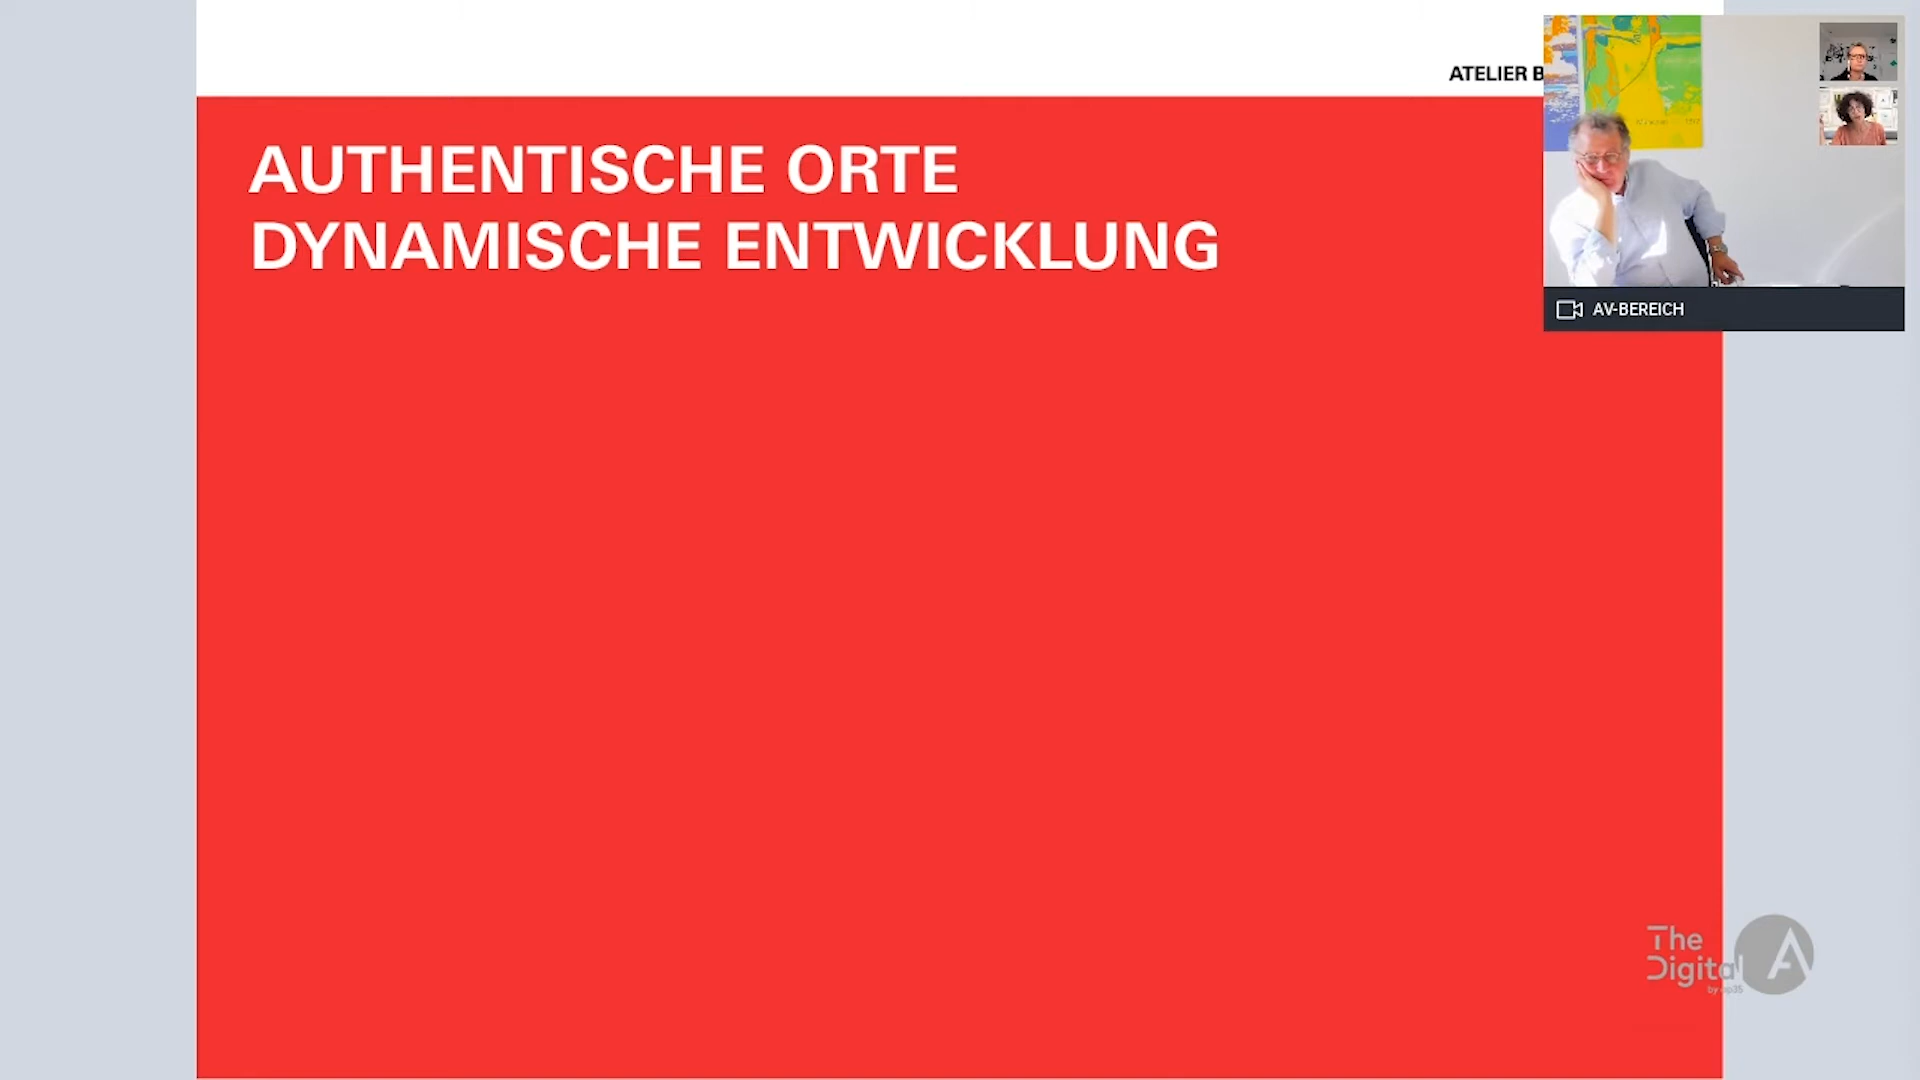 ATELIER B
AUTHENTISCHE ORTE
DYNAMISCHE ENTWICKLUNG
AV-BEREICH
The
Digital